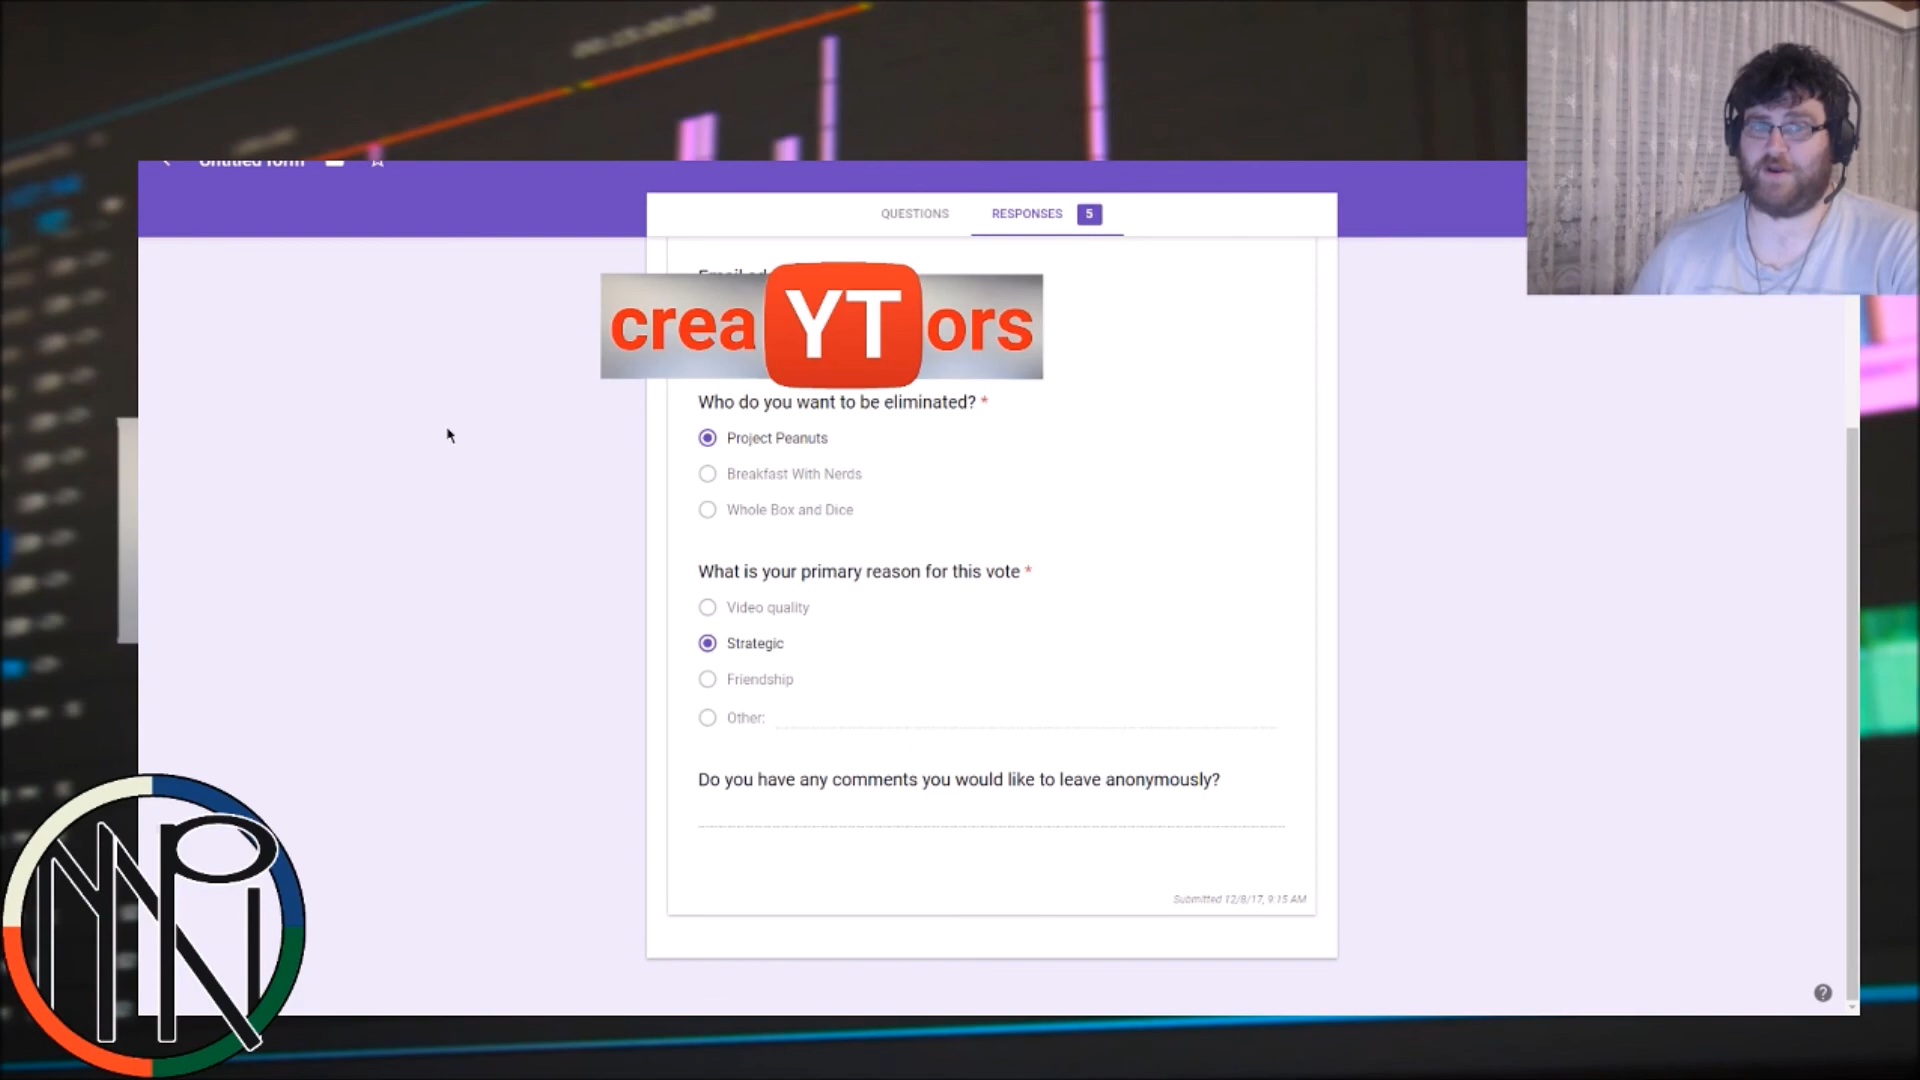 Untitled form
QUESTIONS
RESPONSES 5
creaYTors
Who do you want to be eliminated? *
Project Peanuts
Breakfast With Nerds
Whole Box and Dice
What is your primary reason for this vote *
Video quality
Strategic
Friendship
Other:
Do you have any comments you would like to leave anonymously?
Submitted 12/8/17, 9:15 AM